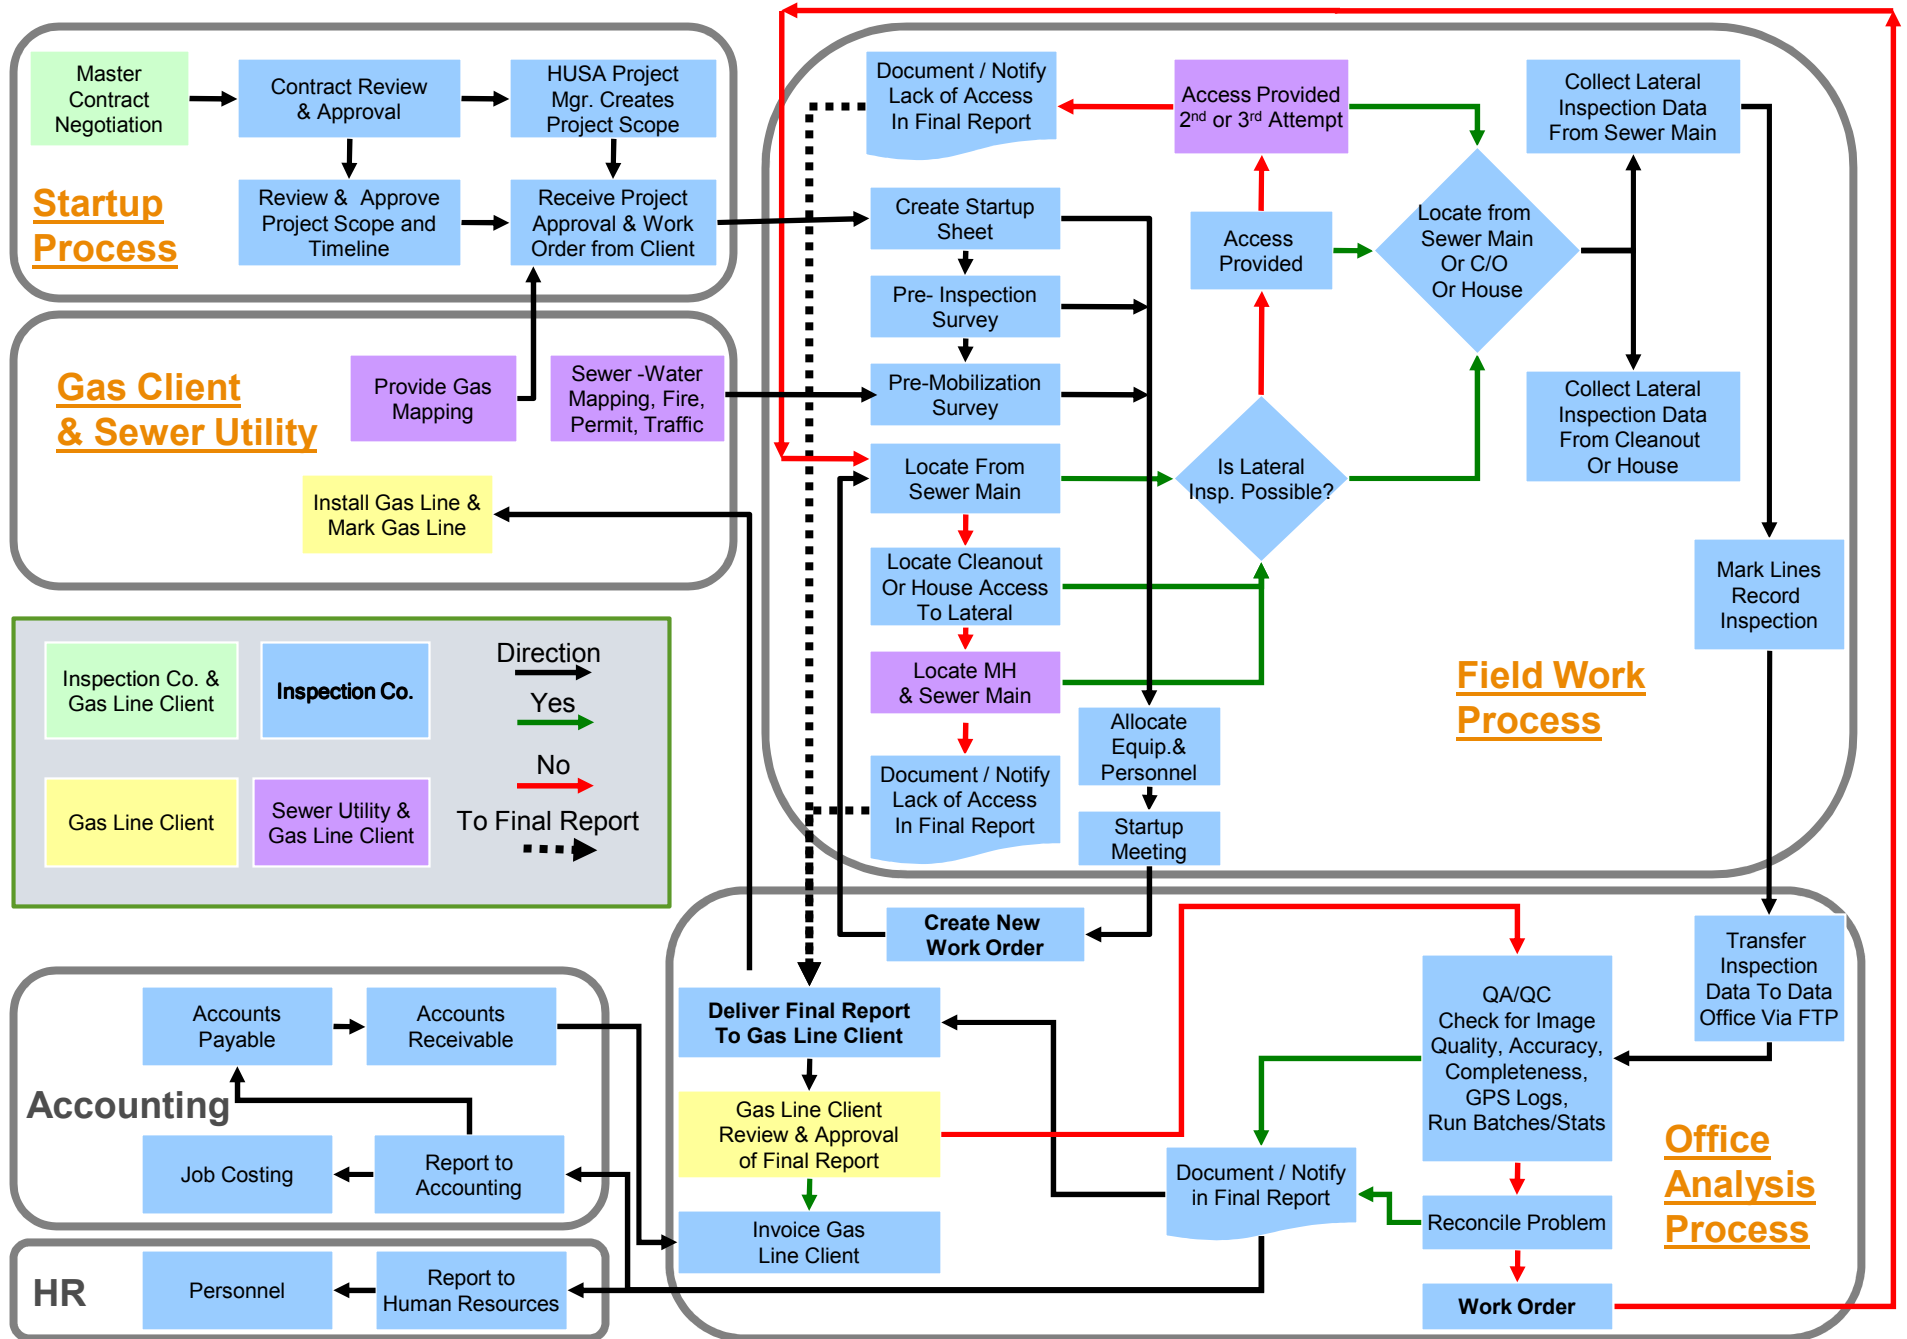 Master
Contract
Negotiation
Contract Review
& Approval
HUSA Project
Mgr. Creates
Project Scope
Startup
Process
Review & Approve
Project Scope and
Timeline
Receive Project
Approval & Work
Order from Client
Gas Client
& Sewer Utility
Provide Gas
Mapping
Sewer -Water
Mapping, Fire,
Permit, Traffic
Install Gas Line &
Mark Gas Line
Inspection Co. &
Gas Line Client
Inspection Co.
Gas Line Client
Sewer Utility &
Gas Line Client
Direction
Yes
No
To Final Report
Document / Notify
Lack of Access
In Final Report
Access Provided
2nd or 3rd Attempt
Collect Lateral
Inspection Data
From Sewer Main
Create Startup
Sheet
Access
Provided
Locate from
Sewer Main
Or C/O
Or House
Pre- Inspection
Survey
Pre-Mobilization
Survey
Collect Lateral
Inspection Data
From Cleanout
Or House
Locate From
Sewer Main
Is Lateral
Insp. Possible?
Locate Cleanout
Or House Access
To Lateral
Mark Lines
Record
Inspection
Locate MH
& Sewer Main
Field Work
Process
Allocate
Equip.&
Personnel
Document / Notify
Lack of Access
In Final Report
Startup
Meeting
Create New
Work Order
Transfer
Inspection
Data To Data
Office Via FTP
Deliver Final Report
To Gas Line Client
QA/QC
Check for Image
Quality, Accuracy,
Completeness,
GPS Logs,
Run Batches/Stats
Gas Line Client
Review & Approval
of Final Report
Document / Notify
in Final Report
Reconcile Problem
Office
Analysis
Process
Invoice Gas
Line Client
Work Order
Accounts
Payable
Accounts
Receivable
Accounting
Job Costing
Report to
Accounting
HR
Personnel
Report to
Human Resources